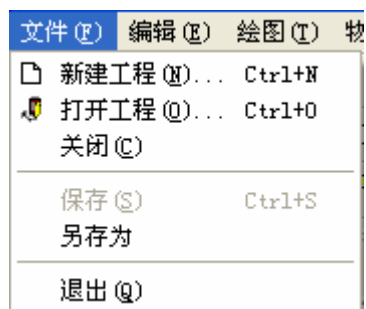 文件(F) 编辑(E) 绘图(T)
新建工程(N)... Ctrl+N
打开工程(O)... Ctrl+O
关闭(C)
保存(S) Ctrl+S
另存为
退出(Q)